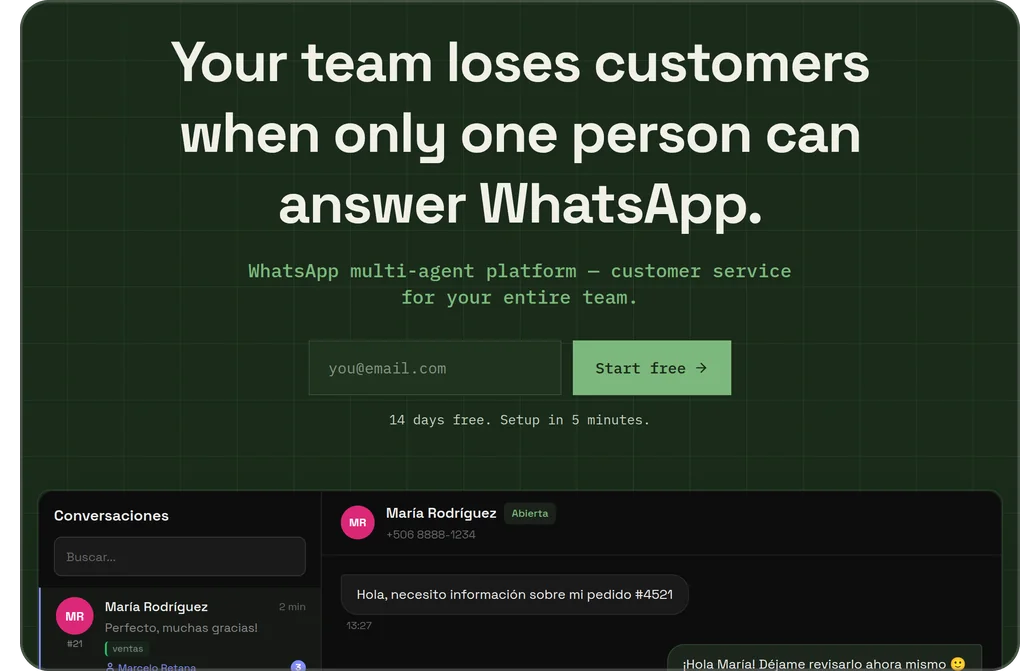 Your team loses customers
when only one person can
answer WhatsApp.
WhatsApp multi-agent platform — customer service
for your entire team.
you@email.com
Start free →
14 days free. Setup in 5 minutes.
Conversaciones
Buscar...
MR
María Rodríguez
2 min
Perfecto, muchas gracias!
#21
ventas
Marcelo Retana
3
MR
María Rodríguez
Abierta
+506 8888-1234
Hola, necesito información sobre mi pedido #4521
13:27
¡Hola María! Déjame revisarlo ahora mismo 🙂